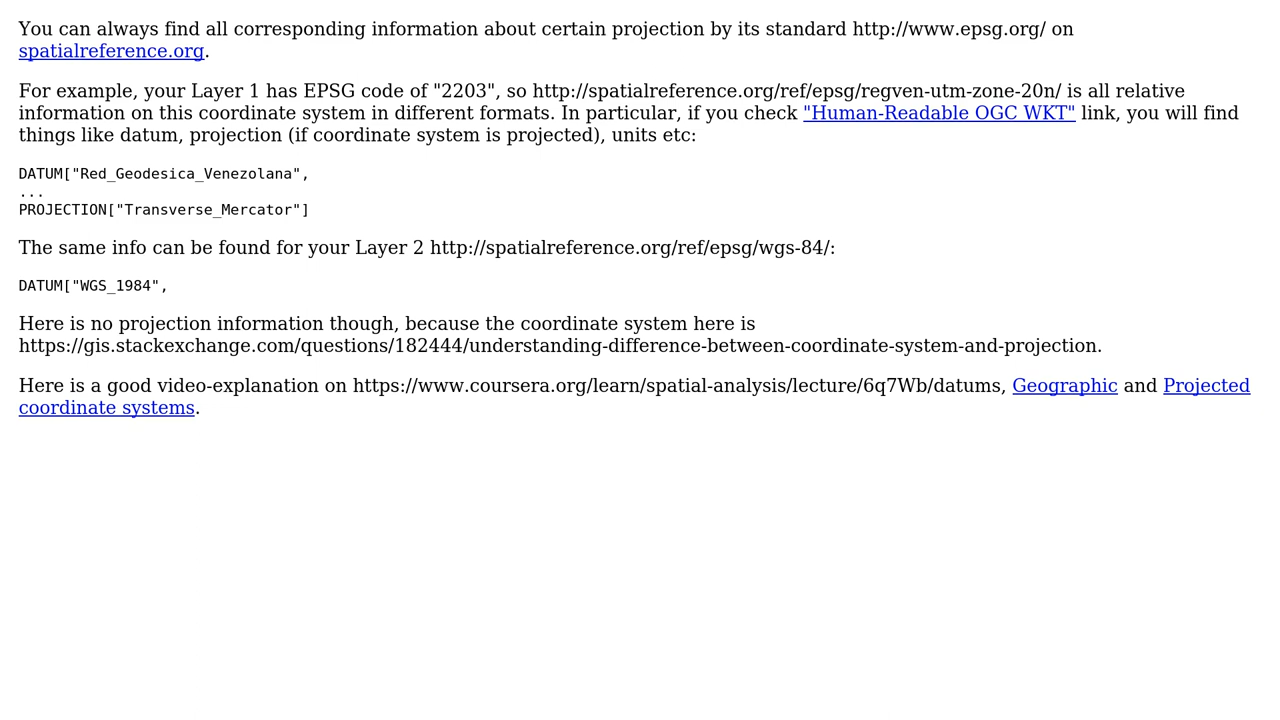 You can always find all corresponding information about certain projection by its standard http://www.epsg.org/ on
spatialreference.org.
For example, your Layer 1 has EPSG code of "2203", so http://spatialreference.org/ref/epsg/regven-utm-zone-20n/ is all relative
information on this coordinate system in different formats. In particular, if you check "Human-Readable OGC WKT" link, you will find
things like datum, projection (if coordinate system is projected), units etc:
DATUM["Red_Geodesica_Venezolana",
...
PROJECTION["Transverse_Mercator"]
The same info can be found for your Layer 2 http://spatialreference.org/ref/epsg/wgs-84/:
DATUM["WGS_1984",
Here is no projection information though, because the coordinate system here is
https://gis.stackexchange.com/questions/182444/understanding-difference-between-coordinate-system-and-projection.
Here is a good video-explanation on https://www.coursera.org/learn/spatial-analysis/lecture/6q7Wb/datums, Geographic and Projected
coordinate systems.